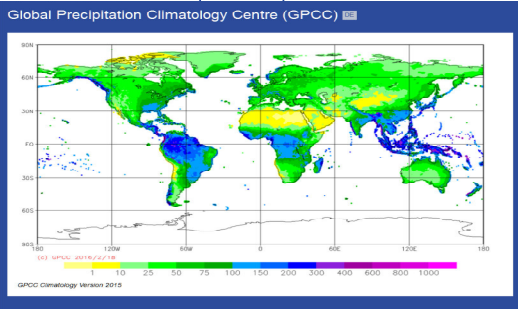 Global Precipitation Climatology Centre (GPCC) DE
90N
60N
30N
EQ
30S
60S
90S
180 120W 60W 0 60E 120E 180
(c) GPCC 2016/2/18
1 10 25 50 75 100 150 200 300 400 600 800 1000
GPCC Climatology Version 2015